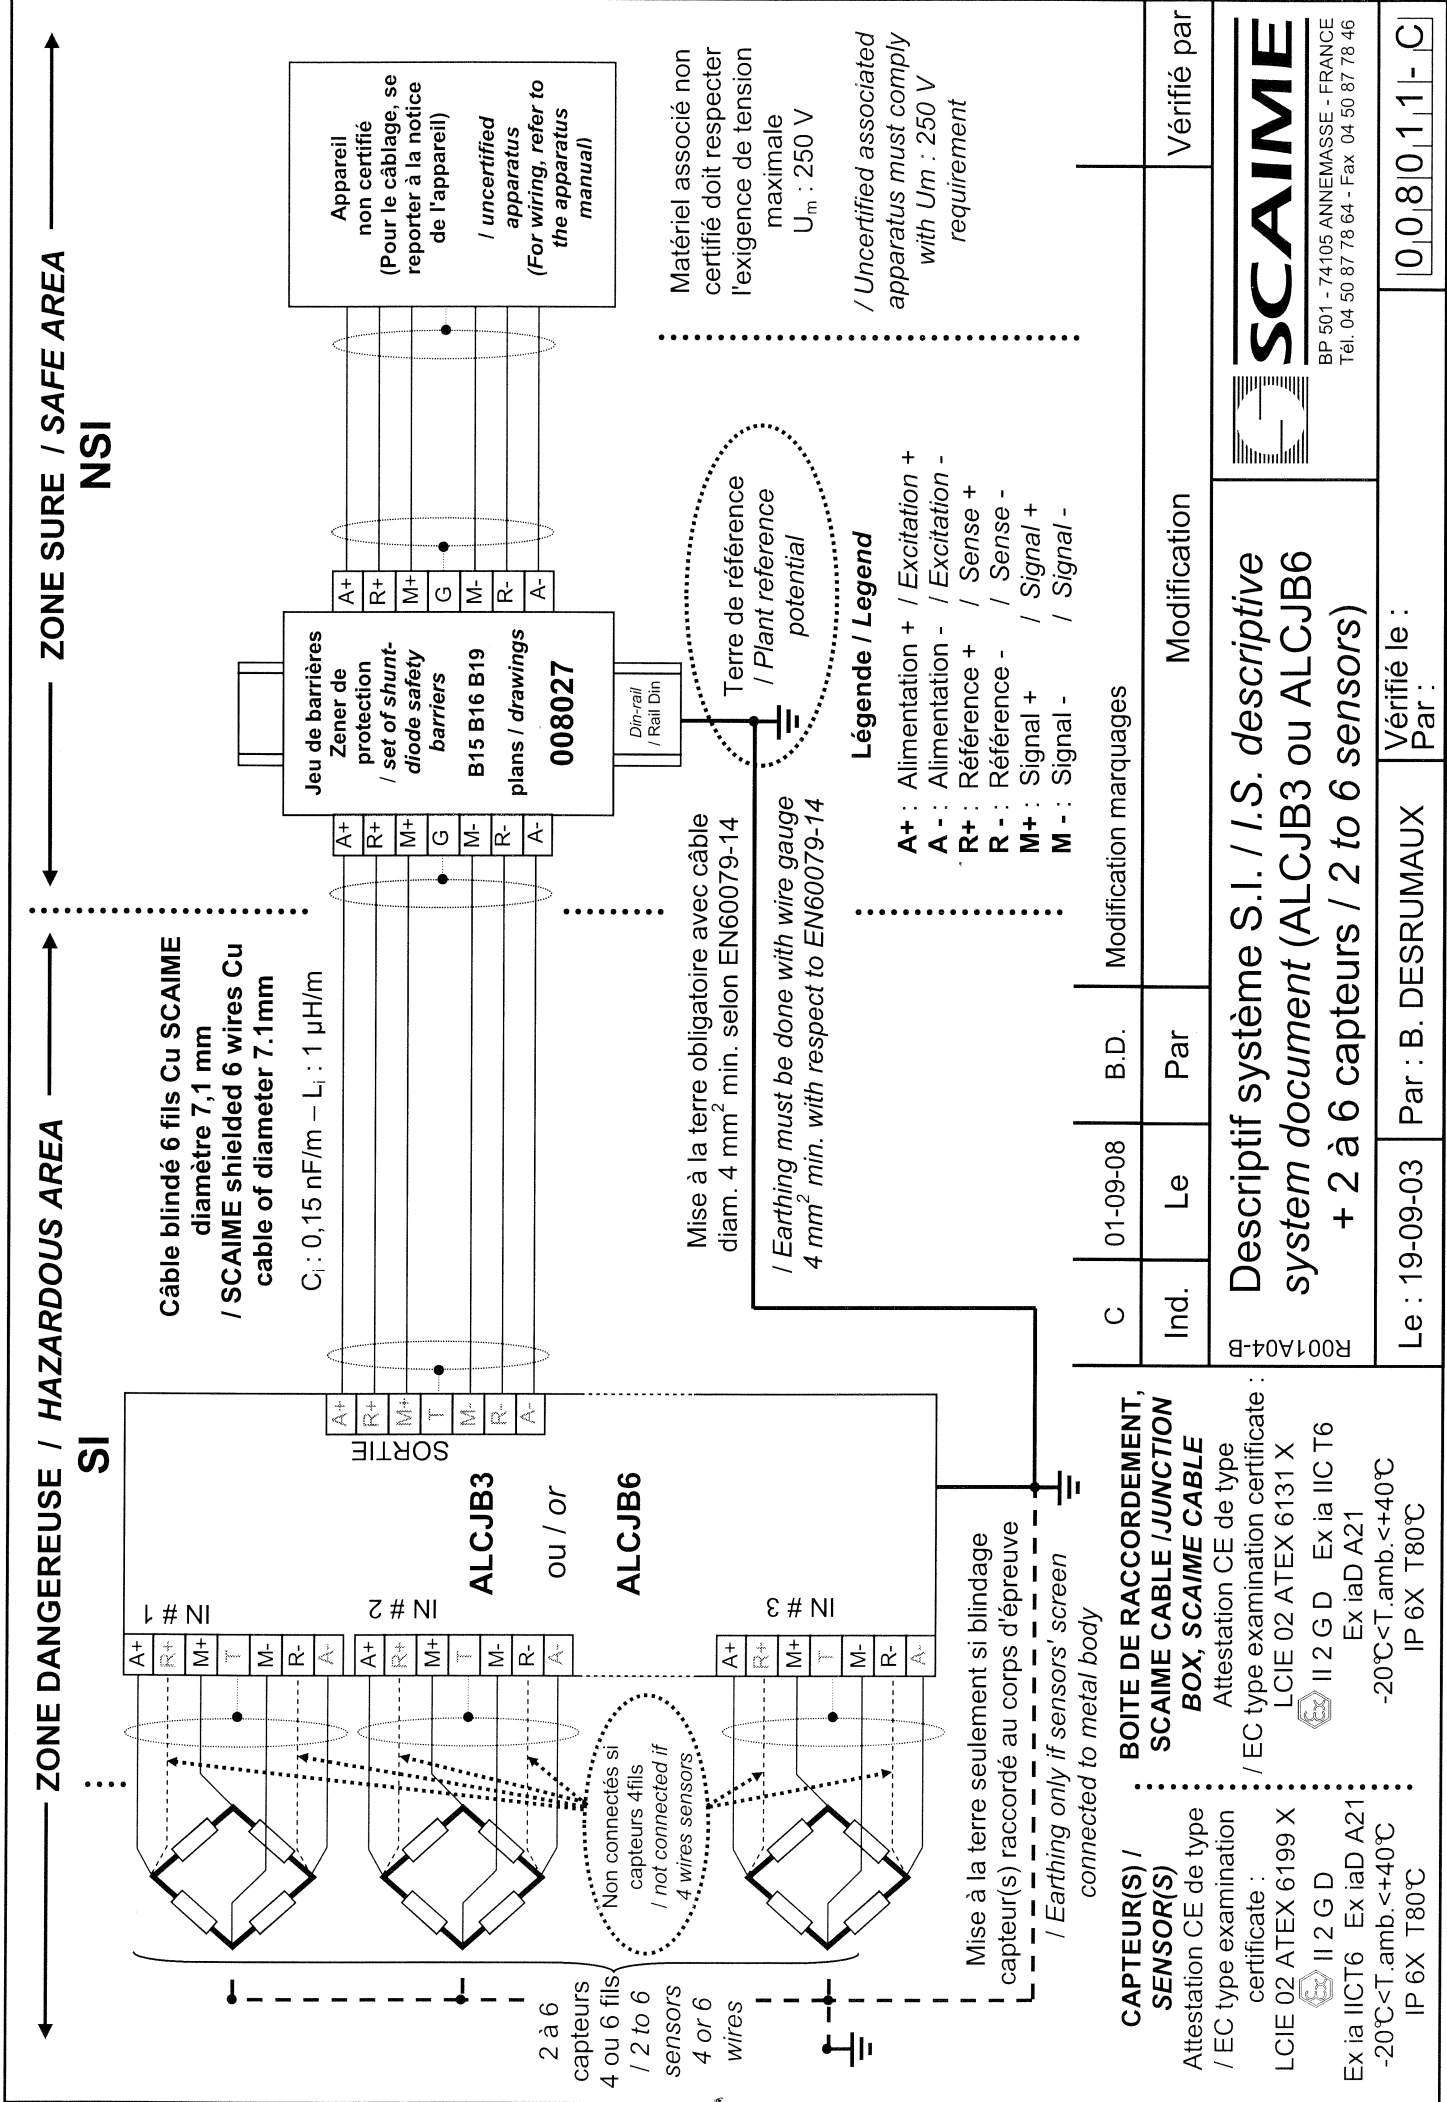 ZONE DANGEREUSE / HAZARDOUS AREA
SI
ZONE SURE / SAFE AREA
NSI
Câble blindé 6 fils Cu SCAIME
diamètre 7,1 mm
/ SCAIME shielded 6 wires Cu
cable of diameter 7.1mm
Ci : 0,15 nF/m – Li : 1 µH/m
IN # 1
A+
R+
M+
T
M-
R-
A-
IN # 2
A+
R+
M+
T
M-
R-
A-
IN # 3
A+
R+
M+
T
M-
R-
A-
ALCJB3
ou / or
ALCJB6
SORTIE
A+
R+
M+
T
M-
R-
A-
A+
R+
M+
G
M-
R-
A-
Jeu de barrières
Zener de
protection
/ set of shunt-
diode safety
barriers
B15 B16 B19
plans / drawings
008027
Din-rail
/ Rail Din
A+
R+
M+
G
M-
R-
A-
Appareil
non certifié
(Pour le câblage, se
reporter à la notice
de l'appareil)
/ uncertified
apparatus
(For wiring, refer to
the apparatus
manual)
Matériel associé non
certifié doit respecter
l'exigence de tension
maximale
Um : 250 V
/ Uncertified associated
apparatus must comply
with Um : 250 V
requirement
Terre de référence
/ Plant reference
potential
Mise à la terre obligatoire avec câble
diam. 4 mm² min. selon EN60079-14
/ Earthing must be done with wire gauge
4 mm² min. with respect to EN60079-14
Légende / Legend
A+ : Alimentation + / Excitation +
A - : Alimentation - / Excitation -
R+ : Référence + / Sense +
R - : Référence - / Sense -
M+ : Signal + / Signal +
M - : Signal - / Signal -
Non connectés si
capteurs 4fils
/ not connected if
4 wires sensors
2 à 6
capteurs
4 ou 6 fils
/ 2 to 6
sensors
4 or 6
wires
Mise à la terre seulement si blindage
capteur(s) raccordé au corps d'épreuve
/ Earthing only if sensors' screen
connected to metal body
CAPTEUR(S) /
SENSOR(S)
Attestation CE de type
/ EC type examination
certificate :
LCIE 02 ATEX 6199 X
Ex II 2 G D
Ex ia IICT6 Ex iaD A21
-20°C<T.amb.<+40°C
IP 6X T80°C
BOITE DE RACCORDEMENT,
SCAIME CABLE /JUNCTION
BOX, SCAIME CABLE
Attestation CE de type
/ EC type examination certificate :
LCIE 02 ATEX 6131 X
Ex II 2 G D Ex ia IIC T6
Ex iaD A21
-20°C<T.amb.<+40°C
IP 6X T80°C
C 01-09-08 B.D. Modification marquages
Ind. Le Par Modification Vérifié par
R001A04-B
Descriptif système S.I. / I.S. descriptive
system document (ALCJB3 ou ALCJB6
+ 2 à 6 capteurs / 2 to 6 sensors)
SCAIME
BP 501 - 74105 ANNEMASSE - FRANCE
Tél. 04 50 87 78 64 - Fax 04 50 87 78 46
Le : 19-09-03 Par : B. DESRUMAUX
Vérifié le :
Par :
008011-C